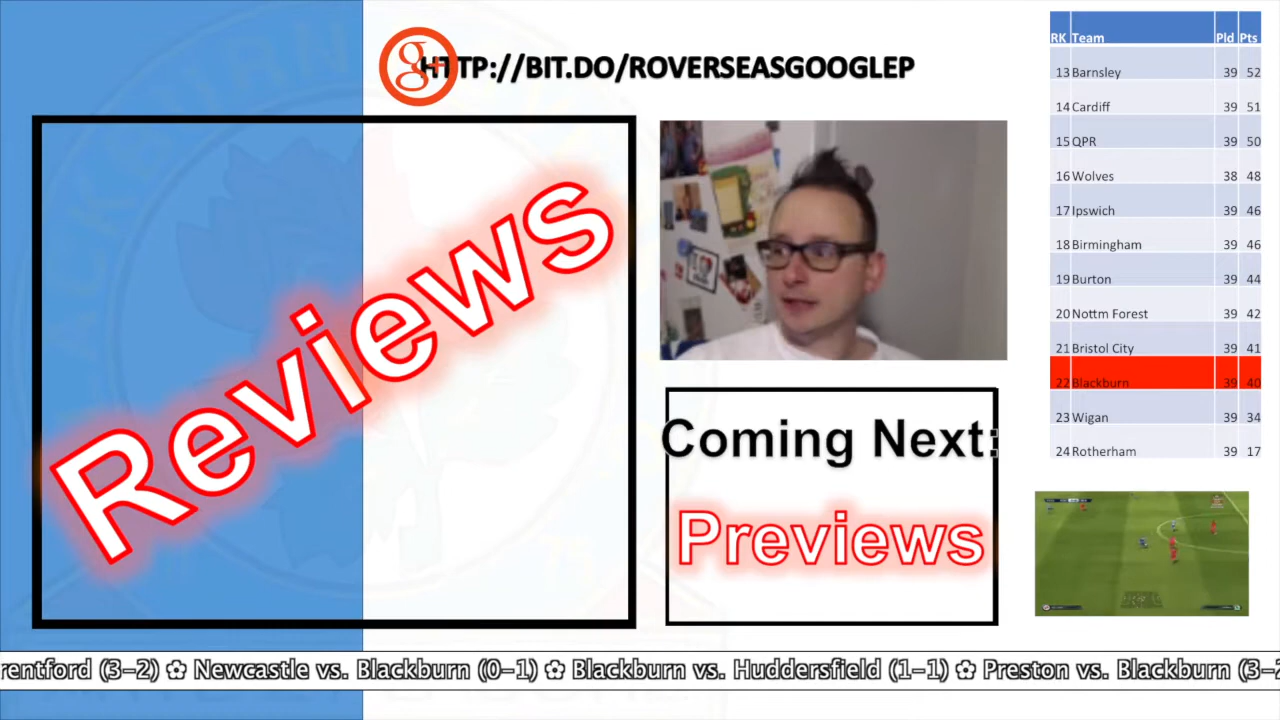 g+
HTTP://BIT.DO/ROVERSEASGOOGLEP
Reviews
Coming Next:
Previews
RK Team Pld Pts
13 Barnsley 39 52
14 Cardiff 39 51
15 QPR 39 50
16 Wolves 38 48
17 Ipswich 39 46
18 Birmingham 39 46
19 Burton 39 44
20 Nottm Forest 39 42
21 Bristol City 39 41
22 Blackburn 39 40
23 Wigan 39 34
24 Rotherham 39 17
rentford (3–2) ✿ Newcastle vs. Blackburn (0–1) ✿ Blackburn vs. Huddersfield (1–1) ✿ Preston vs. Blackburn (3–2